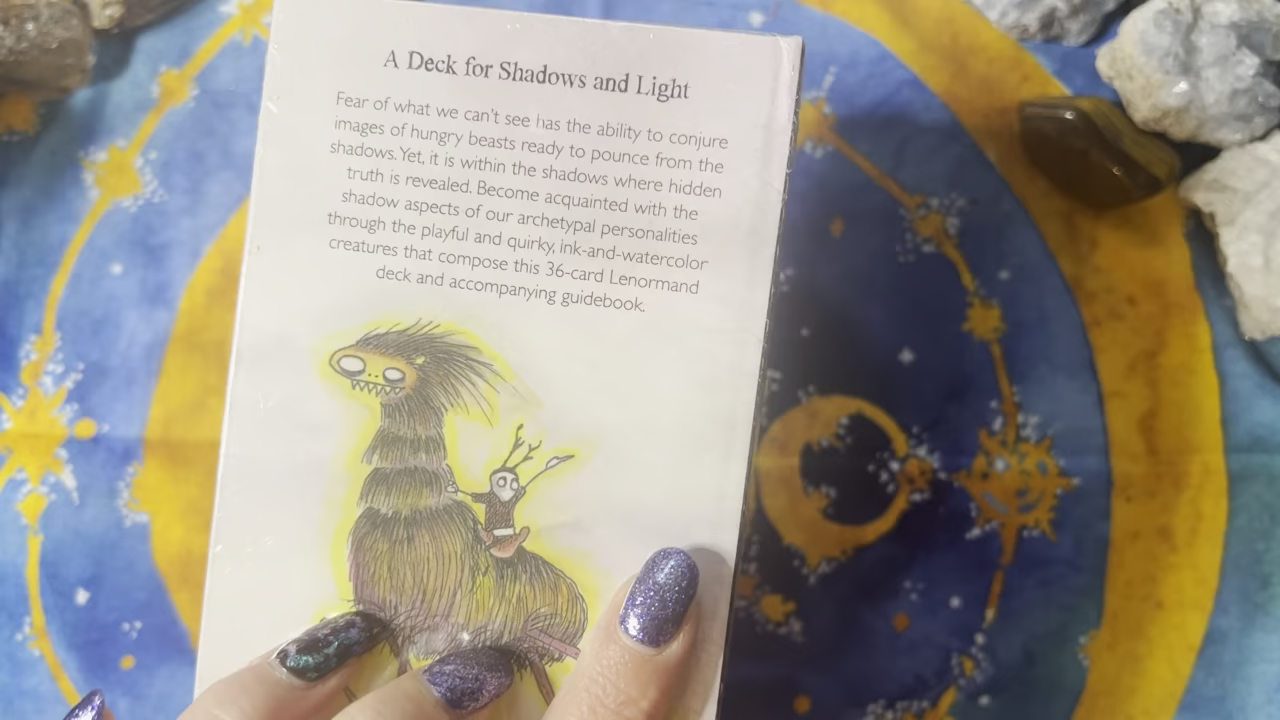 A Deck for Shadows and Light
Fear of what we can't see has the ability to conjure
images of hungry beasts ready to pounce from the
shadows. Yet, it is within the shadows where hidden
truth is revealed. Become acquainted with the
shadow aspects of our archetypal personalities
through the playful and quirky, ink-and-watercolor
creatures that compose this 36-card Lenormand
deck and accompanying guidebook.